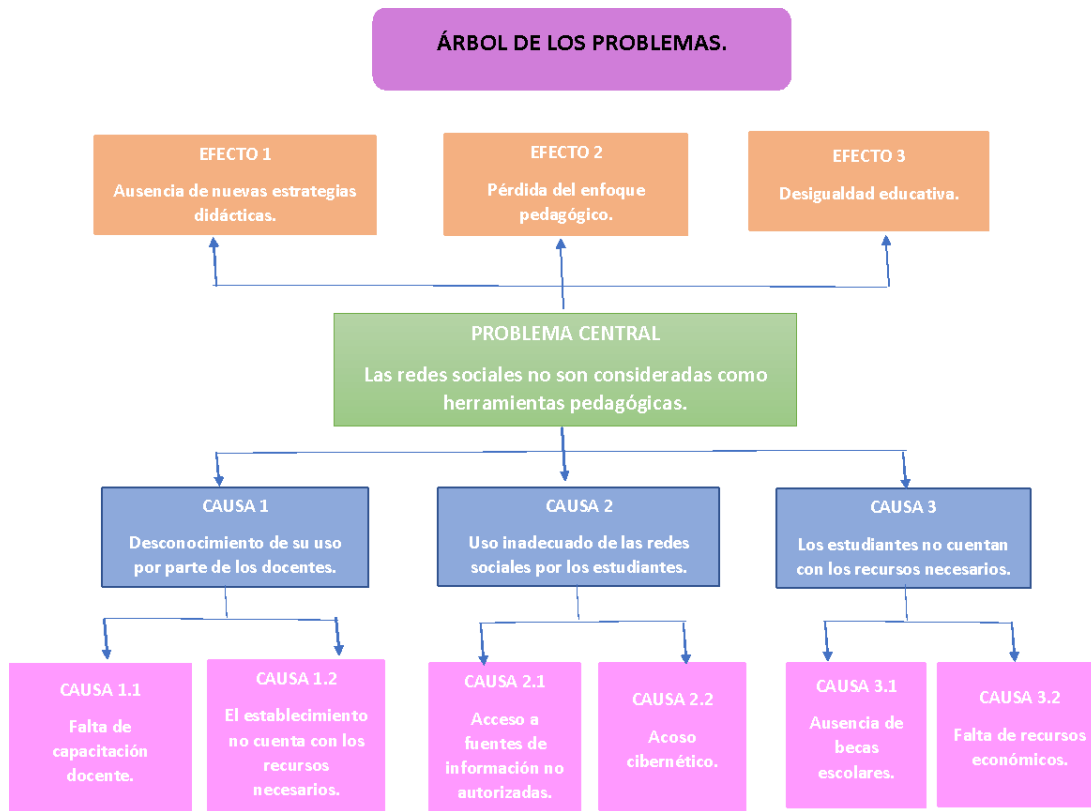 ÁRBOL DE LOS PROBLEMAS.
EFECTO 1
Ausencia de nuevas estrategias
didácticas.
EFECTO 2
Pérdida del enfoque
pedagógico.
EFECTO 3
Desigualdad educativa.
PROBLEMA CENTRAL
Las redes sociales no son consideradas como
herramientas pedagógicas.
CAUSA 1
Desconocimiento de su uso
por parte de los docentes.
CAUSA 2
Uso inadecuado de las redes
sociales por los estudiantes.
CAUSA 3
Los estudiantes no cuentan
con los recursos necesarios.
CAUSA 1.1
Falta de
capacitación
docente.
CAUSA 1.2
El establecimiento
no cuenta con los
recursos
necesarios.
CAUSA 2.1
Acceso a
fuentes de
información no
autorizadas.
CAUSA 2.2
Acoso
cibernético.
CAUSA 3.1
Ausencia de
becas
escolares.
CAUSA 3.2
Falta de recursos
económicos.